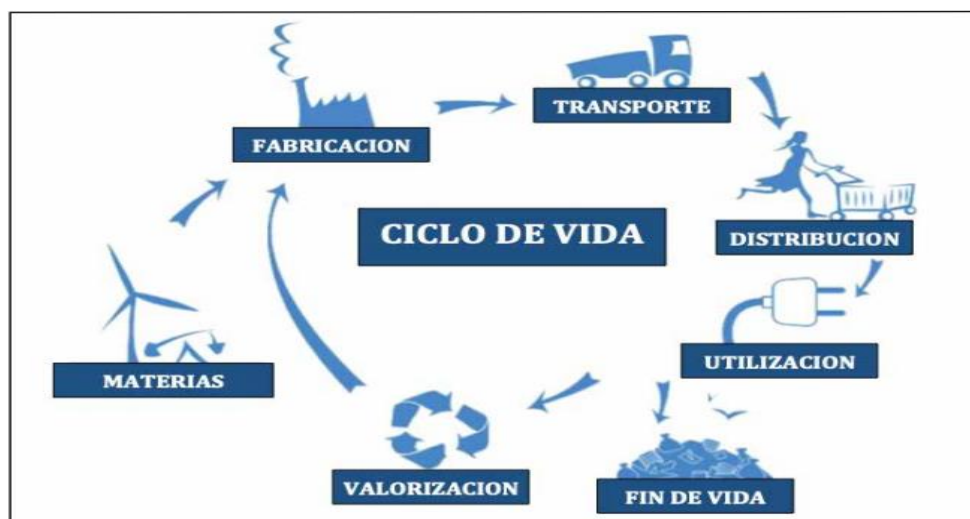 TRANSPORTE
FABRICACION
CICLO DE VIDA
DISTRIBUCION
UTILIZACION
MATERIAS
VALORIZACION
FIN DE VIDA